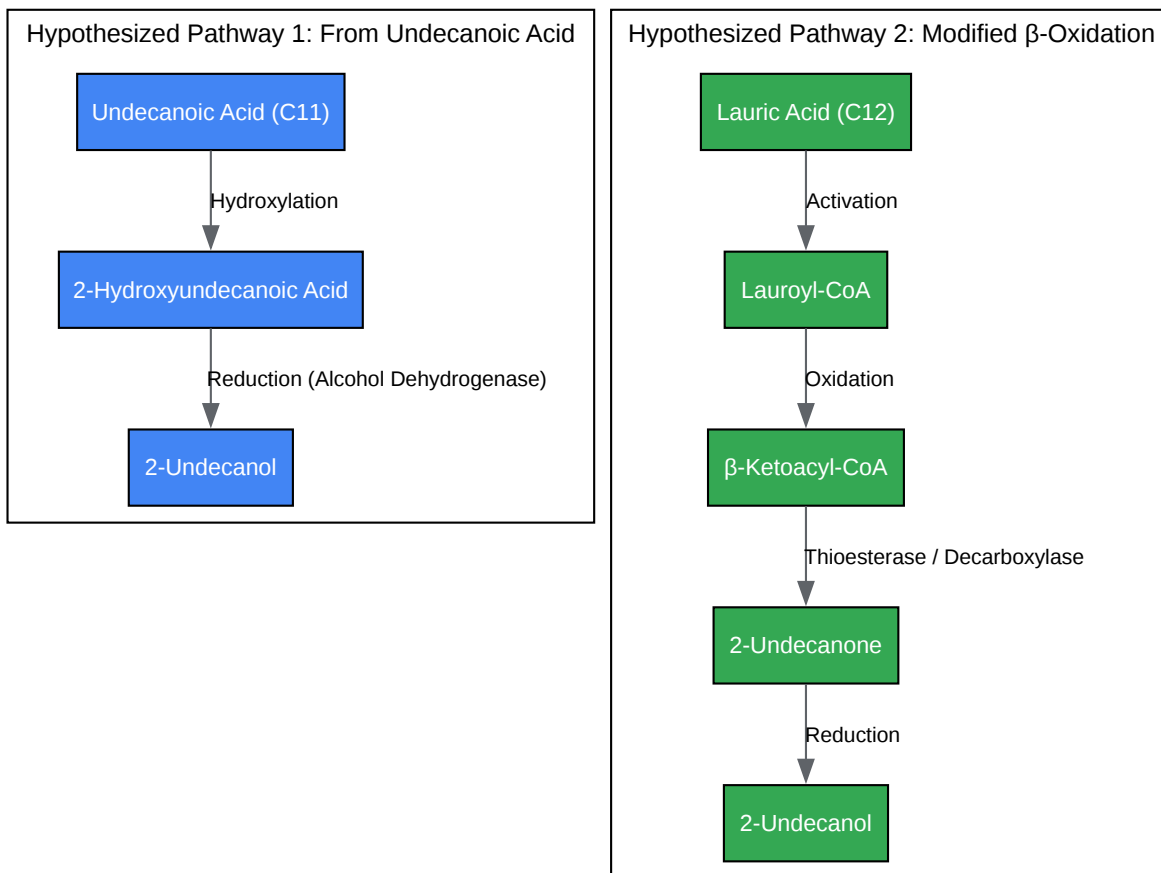 Hypothesized Pathway 1: From Undecanoic Acid
Undecanoic Acid (C11)
Hydroxylation
2-Hydroxyundecanoic Acid
Reduction (Alcohol Dehydrogenase)
2-Undecanol
Hypothesized Pathway 2: Modified β-Oxidation
Lauric Acid (C12)
Activation
Lauroyl-CoA
Oxidation
β-Ketoacyl-CoA
Thioesterase / Decarboxylase
2-Undecanone
Reduction
2-Undecanol